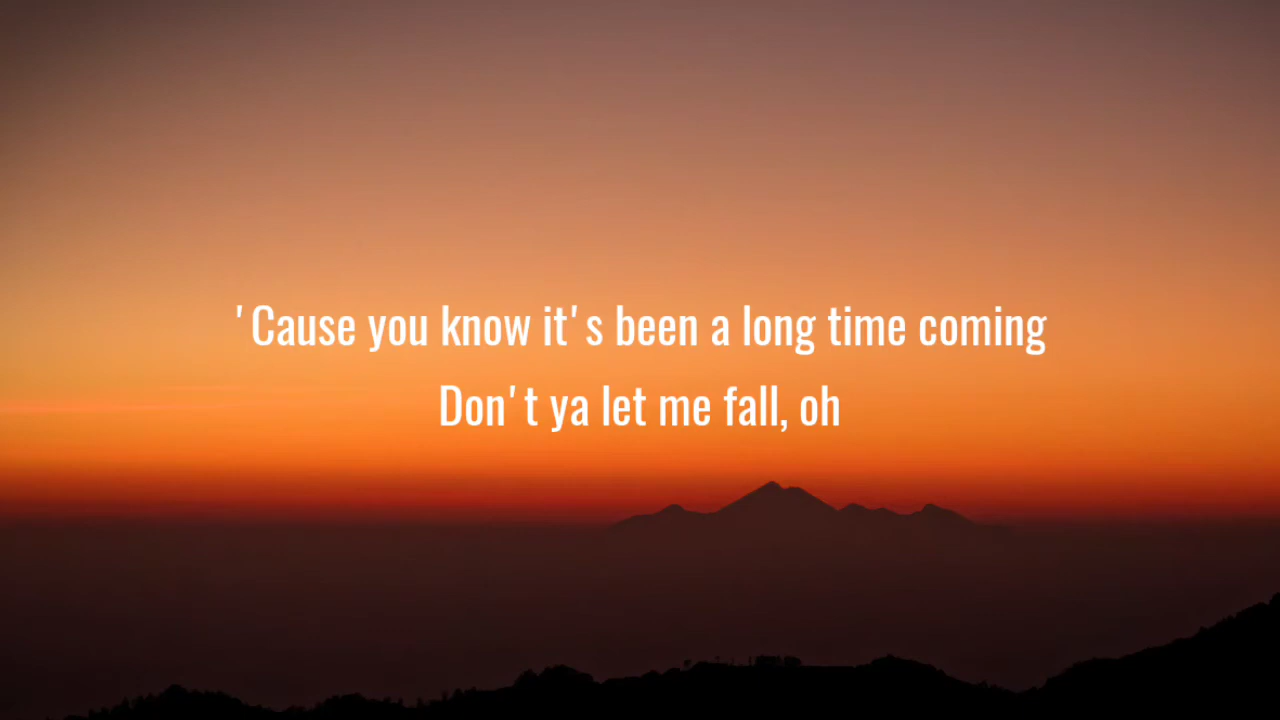 'Cause you know it's been a long time coming
Don't ya let me fall, oh